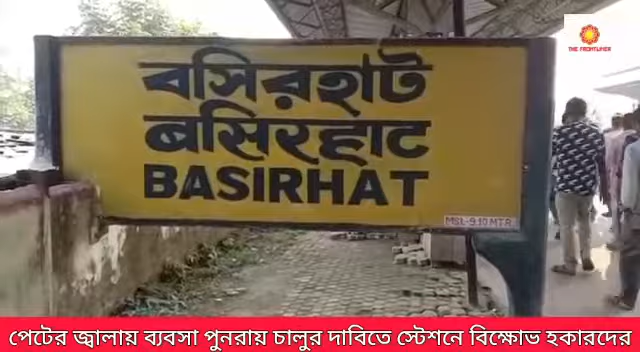 THE FRONTLINER
বসিরহাট
बसिरहाट
BASIRHAT
MSL-9.10 MTR
পেটের জ্বালায় ব্যবসা পুনরায় চালুর দাবিতে স্টেশনে বিক্ষোভ হকারদের